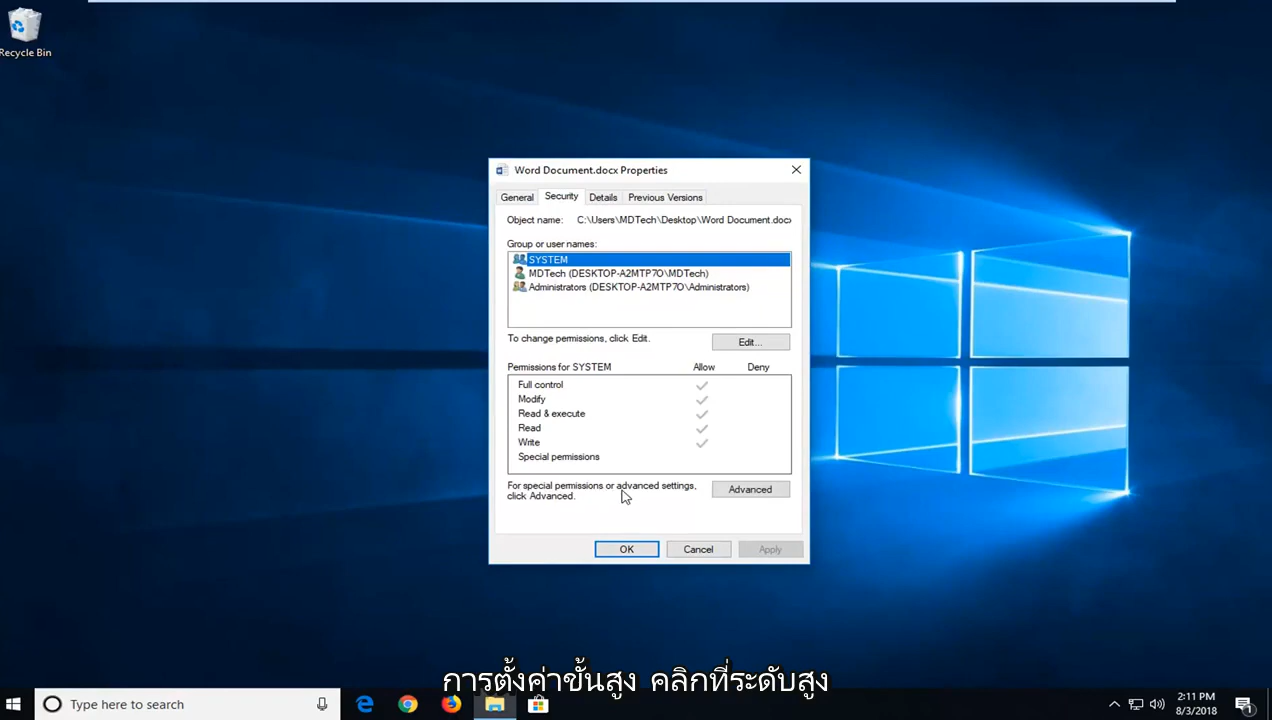 Recycle Bin
Word Document.docx Properties
General Security Details Previous Versions
Object name: C:\Users\MDTech\Desktop\Word Document.docx
Group or user names:
SYSTEM
MDTech (DESKTOP-A2MTP7O\MDTech)
Administrators (DESKTOP-A2MTP7O\Administrators)
To change permissions, click Edit. Edit...
Permissions for SYSTEM Allow Deny
Full control
Modify
Read & execute
Read
Write
Special permissions
For special permissions or advanced settings,
click Advanced. Advanced
OK Cancel Apply
การตั้งค่าขั้นสูง คลิกที่ระดับสูง
Type here to search
2:11 PM
8/3/2018
1